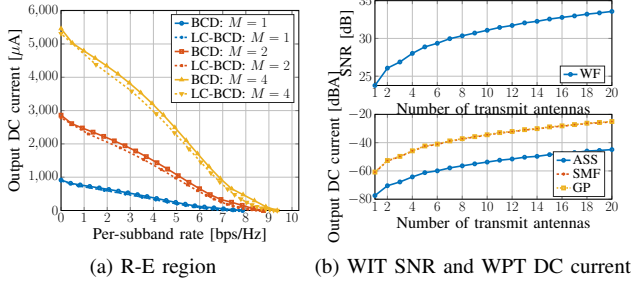 6,000
5,000
4,000
3,000
2,000
1,000
0
Output DC current [μA]
0 1 2 3 4 5 6 7 8 9 10
Per-subband rate [bps/Hz]
BCD: M = 1
LC-BCD: M = 1
BCD: M = 2
LC-BCD: M = 2
BCD: M = 4
LC-BCD: M = 4
(a) R-E region
35
30
25
SNR [dB]
WF
1 2 4 6 8 10 12 14 16 18 20
Number of transmit antennas
−20
−40
−60
−80
Output DC current [dBA]
ASS
SMF
GP
1 2 4 6 8 10 12 14 16 18 20
Number of transmit antennas
(b) WIT SNR and WPT DC current